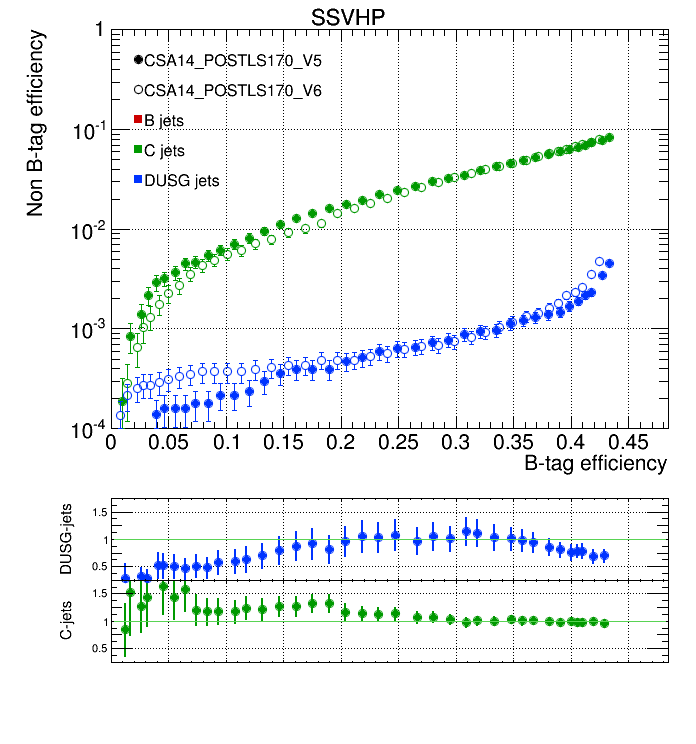 SSVHP
Non B-tag efficiency
1
10^-1
10^-2
10^-3
10^-4
CSA14_POSTLS170_V5
CSA14_POSTLS170_V6
B jets
C jets
DUSG jets
0 0.05 0.1 0.15 0.2 0.25 0.3 0.35 0.4 0.45
B-tag efficiency
DUSG-jets
1.5
1
0.5
C-jets
1.5
1
0.5